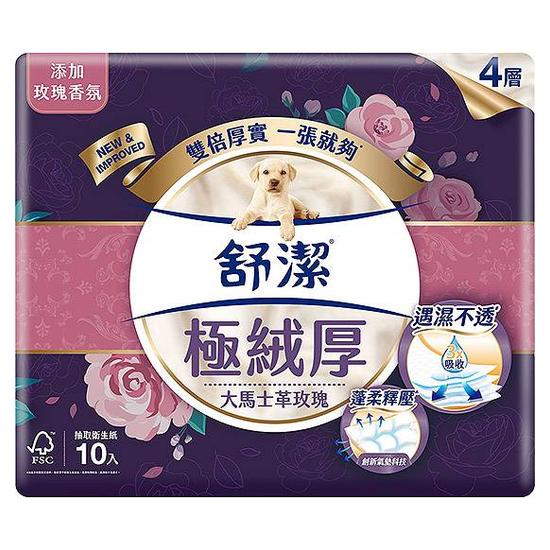 添加
玫瑰香氛
4層
NEW &
IMPROVED
雙倍厚實 一張就夠*
舒潔®
極絨厚
大馬士革玫瑰
遇濕不透*
3x
吸收
蓬柔釋壓*
創新氣墊科技
FSC
抽取衛生紙
10入